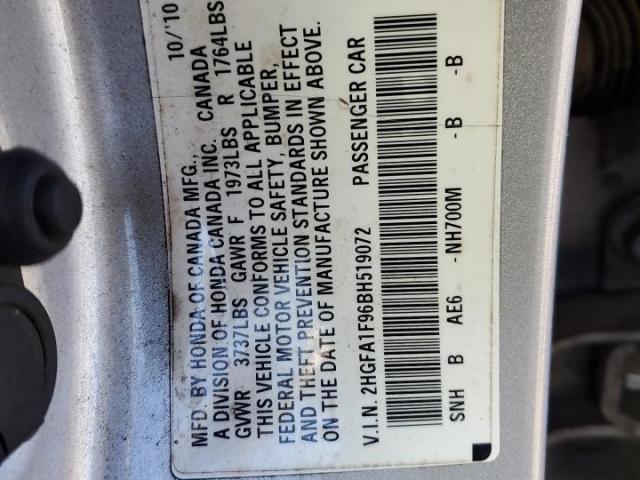 MFD. BY HONDA OF CANADA MFG., 10/'10
A DIVISION OF HONDA CANADA INC. CANADA
GVWR 3737LBS GAWR F 1973LBS R 1764LBS
THIS VEHICLE CONFORMS TO ALL APPLICABLE
FEDERAL MOTOR VEHICLE SAFETY, BUMPER,
AND THEFT PREVENTION STANDARDS IN EFFECT
ON THE DATE OF MANUFACTURE SHOWN ABOVE.
V.I.N. 2HGFA1F96BH519072 PASSENGER CAR
SNH B AE6 -NH700M -B -B